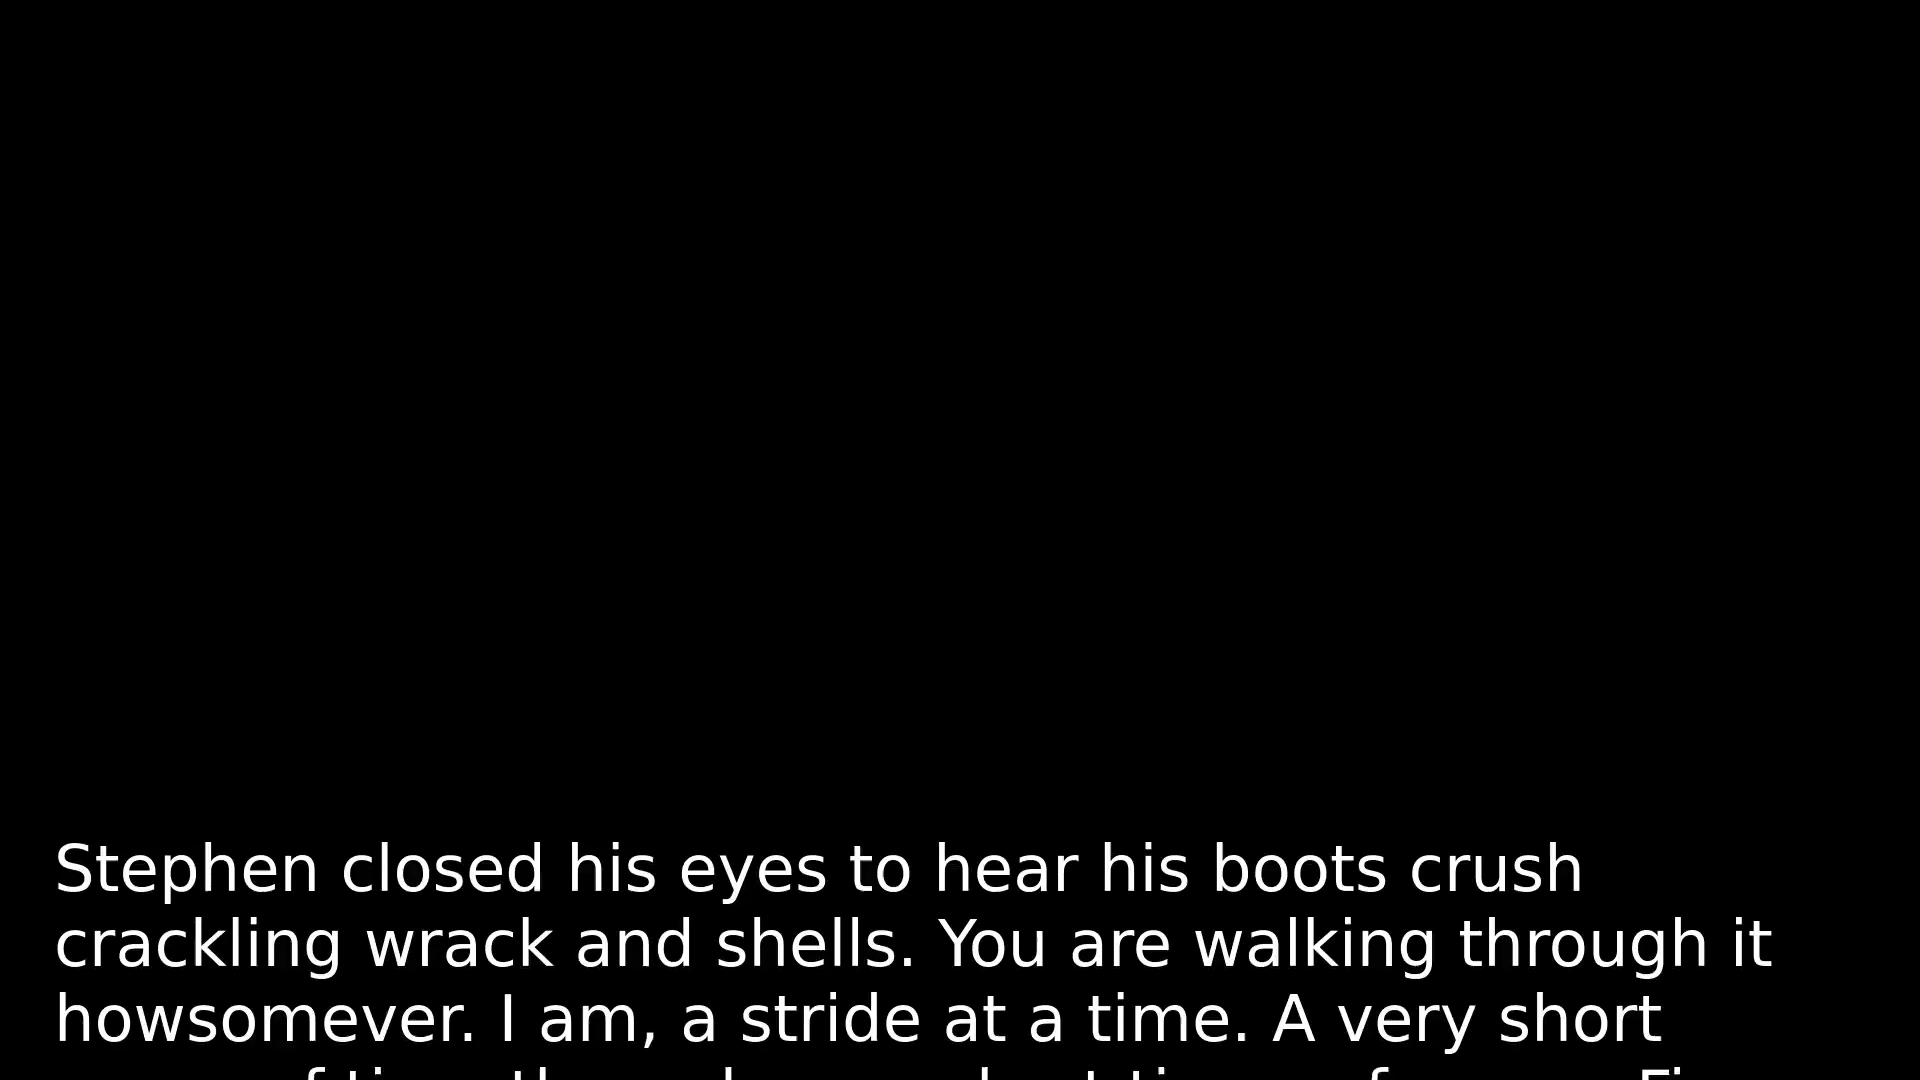 Stephen closed his eyes to hear his boots crush
crackling wrack and shells. You are walking through it
howsomever. I am, a stride at a time. A very short